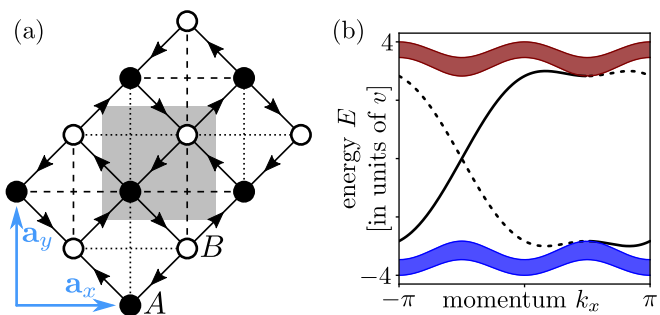 (a)
B
a_y
a_x
A
(b)
energy E
[in units of v]
4
−4
−π
momentum k_x
π